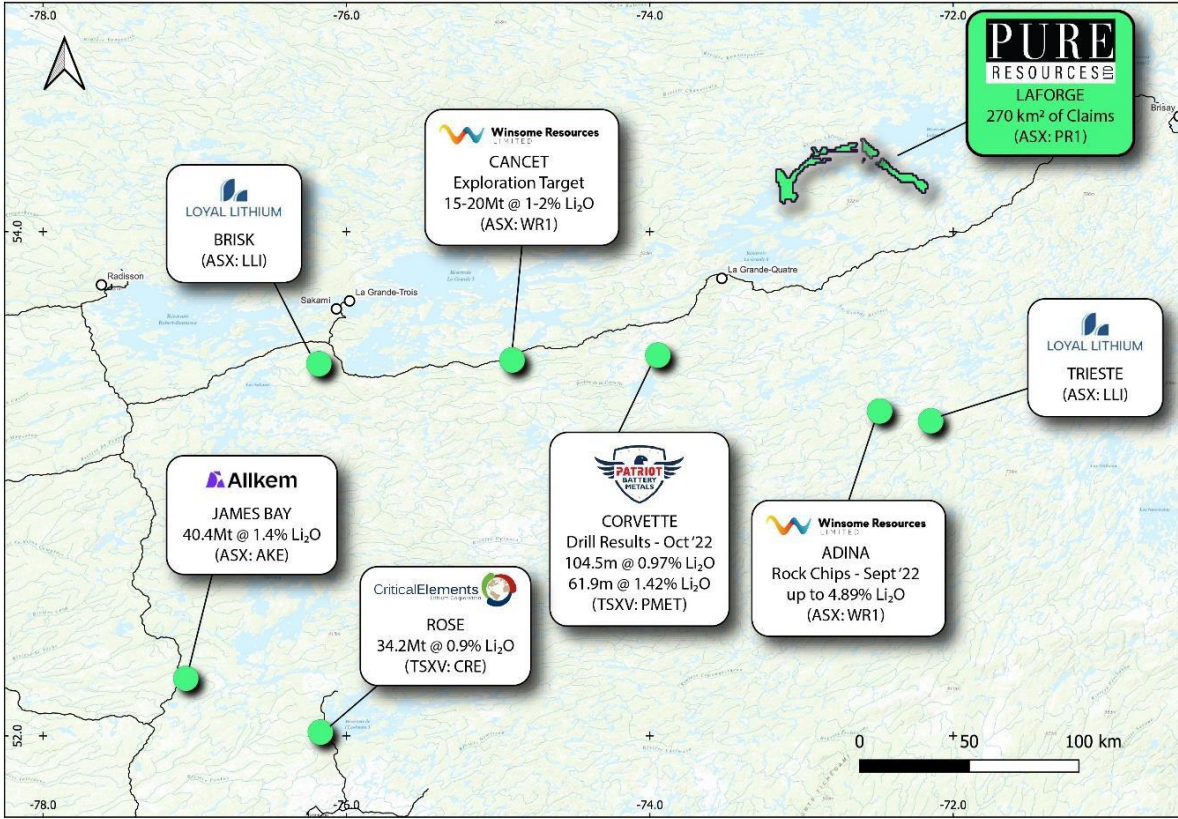 -78.0
-76.0
-74.0
-72.0
PURE
RESOURCES LTD
LAFORGE
270 km² of Claims
(ASX: PR1)
Brisay
Winsome Resources
LIMITED
CANCET
Exploration Target
15-20Mt @ 1-2% Li₂O
(ASX: WR1)
LOYAL LITHIUM
BRISK
(ASX: LLI)
54.0
54.0
Radisson
Sakami
La Grande-Trois
La Grande-Quatre
LOYAL LITHIUM
TRIESTE
(ASX: LLI)
Allkem
JAMES BAY
40.4Mt @ 1.4% Li₂O
(ASX: AKE)
PATRIOT
BATTERY
METALS
CORVETTE
Drill Results - Oct '22
104.5m @ 0.97% Li₂O
61.9m @ 1.42% Li₂O
(TSXV: PMET)
Winsome Resources
LIMITED
ADINA
Rock Chips - Sept '22
up to 4.89% Li₂O
(ASX: WR1)
CriticalElements
Lithium Corporation
ROSE
34.2Mt @ 0.9% Li₂O
(TSXV: CRE)
52.0
52.0
0 50 100 km
-78.0
-76.0
-74.0
-72.0